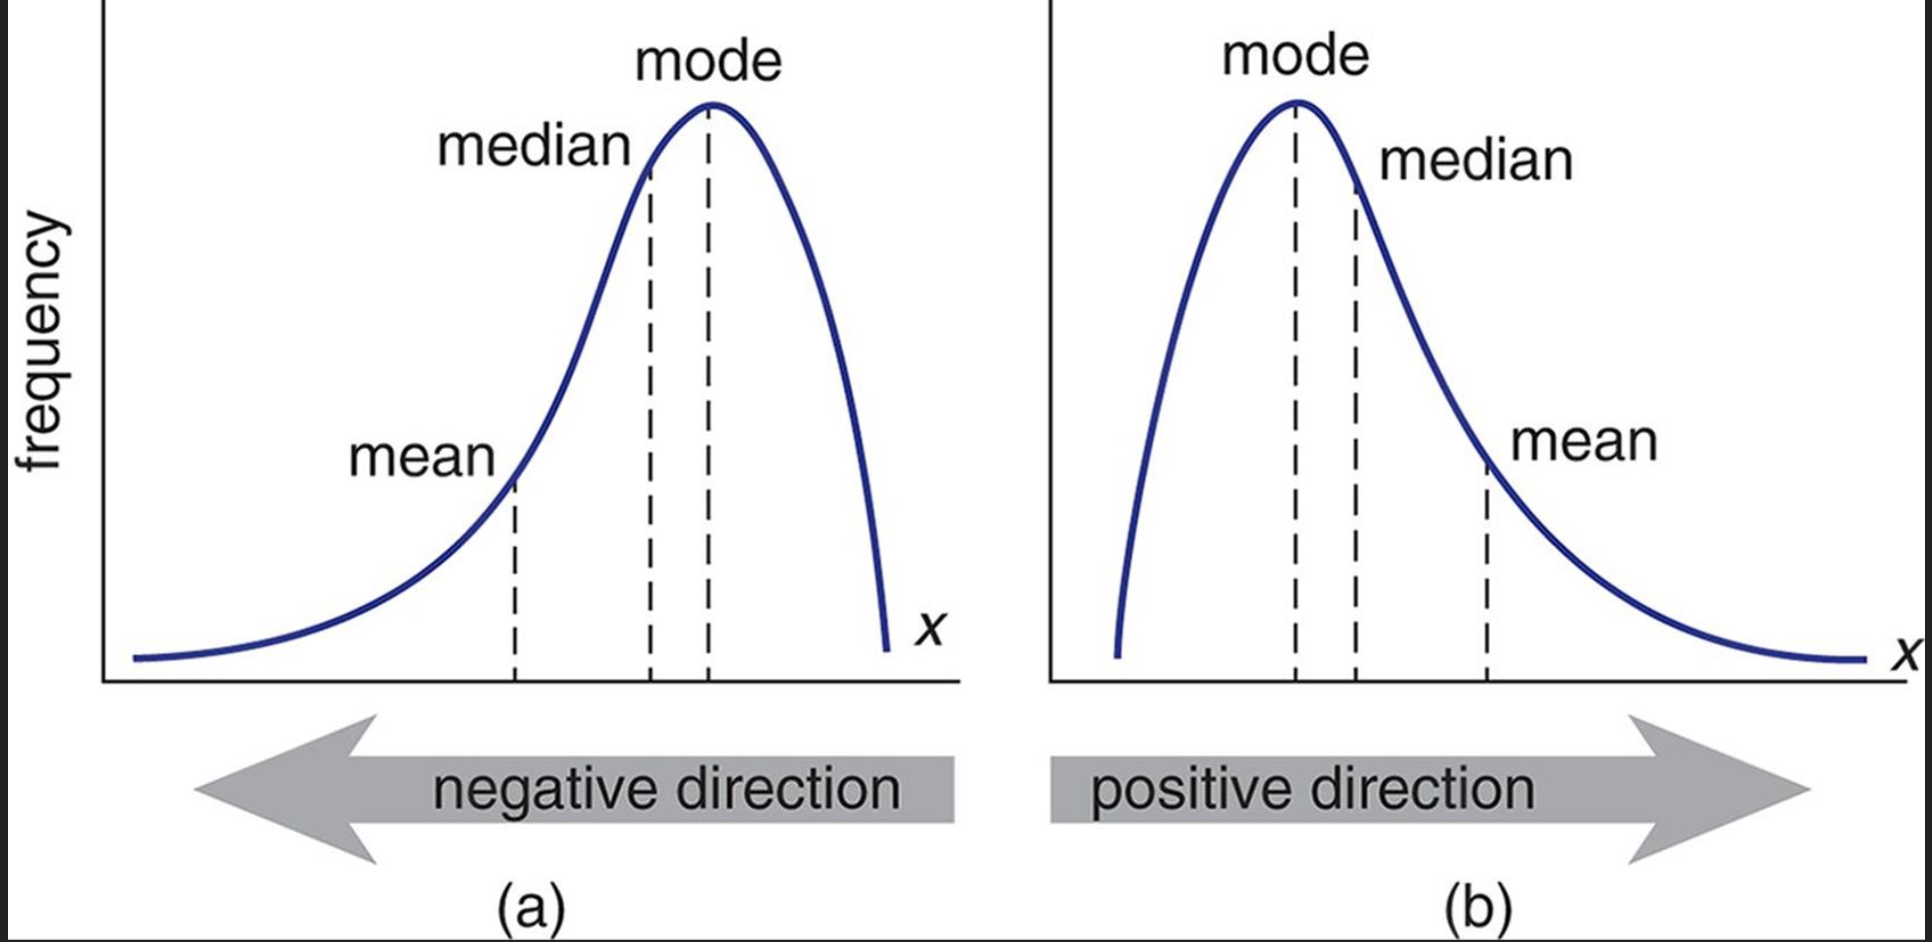 frequency
mode
median
mean
x
negative direction
(a)
mode
median
mean
x
positive direction
(b)